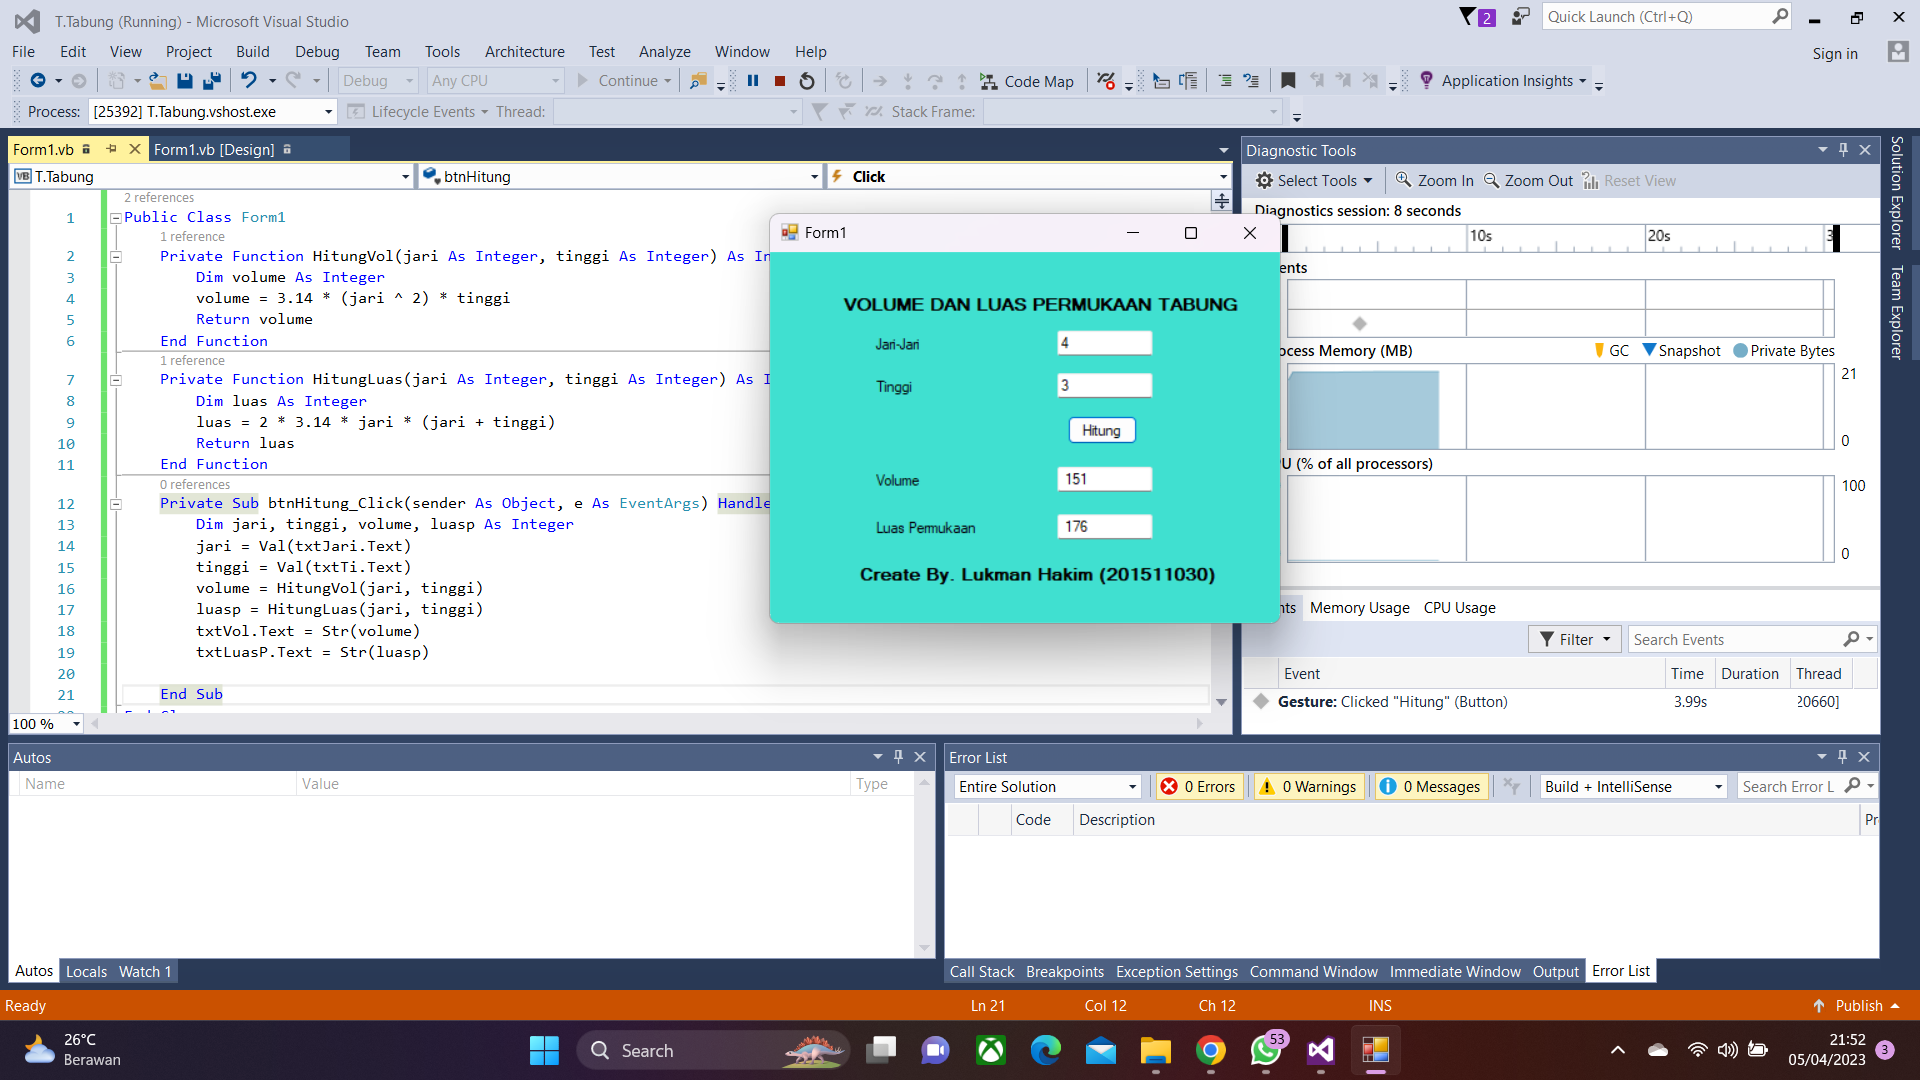 T.Tabung (Running) - Microsoft Visual Studio
2
Quick Launch (Ctrl+Q)
File Edit View Project Build Debug Team Tools Architecture Test Analyze Window Help
Sign in
Debug Any CPU Continue Code Map Application Insights
Process: [25392] T.Tabung.vshost.exe Lifecycle Events Thread: Stack Frame:
Form1.vb Form1.vb [Design]
VB T.Tabung btnHitung Click
2 references
1 Public Class Form1
1 reference
2 Private Function HitungVol(jari As Integer, tinggi As Integer) As In
3 Dim volume As Integer
4 volume = 3.14 * (jari ^ 2) * tinggi
5 Return volume
6 End Function
1 reference
7 Private Function HitungLuas(jari As Integer, tinggi As Integer) As I
8 Dim luas As Integer
9 luas = 2 * 3.14 * jari * (jari + tinggi)
10 Return luas
11 End Function
0 references
12 Private Sub btnHitung_Click(sender As Object, e As EventArgs) Handle
13 Dim jari, tinggi, volume, luasp As Integer
14 jari = Val(txtJari.Text)
15 tinggi = Val(txtTi.Text)
16 volume = HitungVol(jari, tinggi)
17 luasp = HitungLuas(jari, tinggi)
18 txtVol.Text = Str(volume)
19 txtLuasP.Text = Str(luasp)
20
21 End Sub
100 %
Form1
VOLUME DAN LUAS PERMUKAAN TABUNG
Jari-Jari 4
Tinggi 3
Hitung
Volume 151
Luas Permukaan 176
Create By. Lukman Hakim (201511030)
Diagnostic Tools
Select Tools Zoom In Zoom Out Reset View
Diagnostics session: 8 seconds
10s 20s 3
ents
ocess Memory (MB) GC Snapshot Private Bytes
21
0
U (% of all processors)
100
0
nts Memory Usage CPU Usage
Filter Search Events
Event Time Duration Thread
Gesture: Clicked "Hitung" (Button) 3.99s 20660]
Solution Explorer
Team Explorer
Autos
Name Value Type
Autos Locals Watch 1
Error List
Entire Solution 0 Errors 0 Warnings 0 Messages Build + IntelliSense Search Error L
Code Description Pr
Call Stack Breakpoints Exception Settings Command Window Immediate Window Output Error List
Ready Ln 21 Col 12 Ch 12 INS Publish
26°C
Berawan
Search
53
21:52
05/04/2023
3